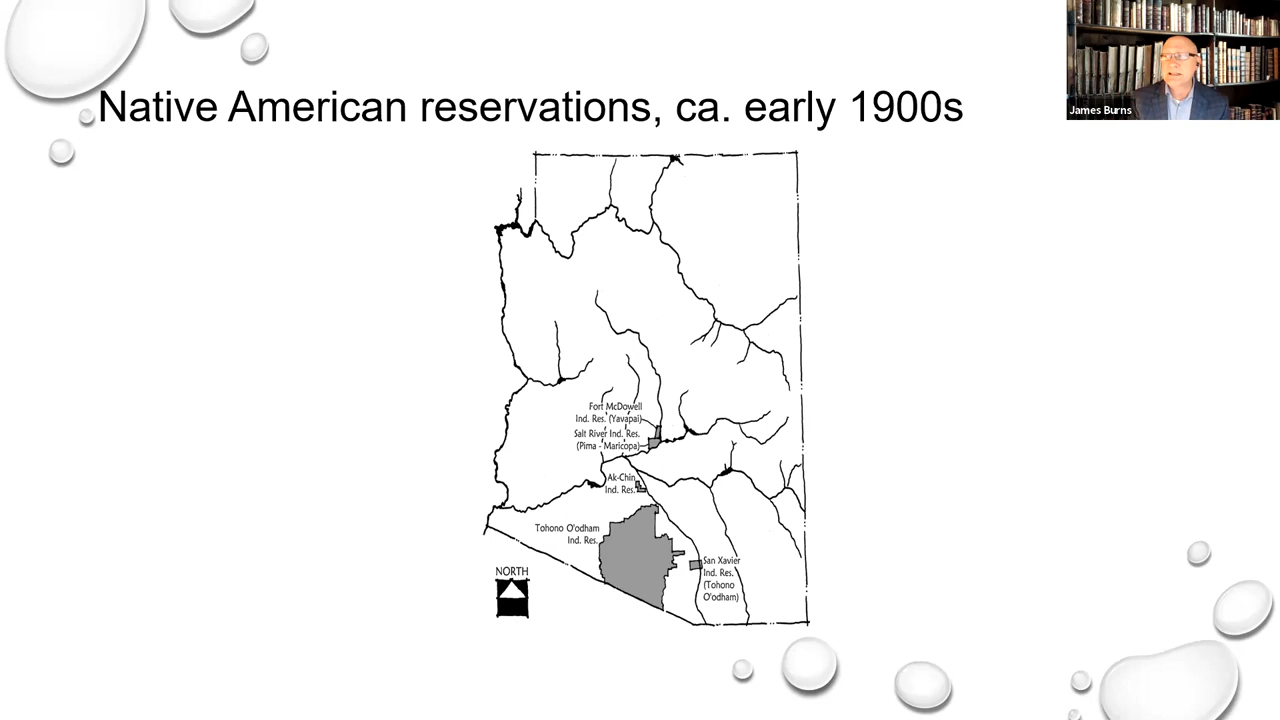 Native American reservations, ca. early 1900s
James Burns
Fort McDowell
Ind. Res. (Yavapai)
Salt River Ind. Res.
(Pima - Maricopa)
Ak-Chin
Ind. Res.
Tohono O'odham
Ind. Res.
San Xavier
Ind. Res.
(Tohono
O'odham)
NORTH